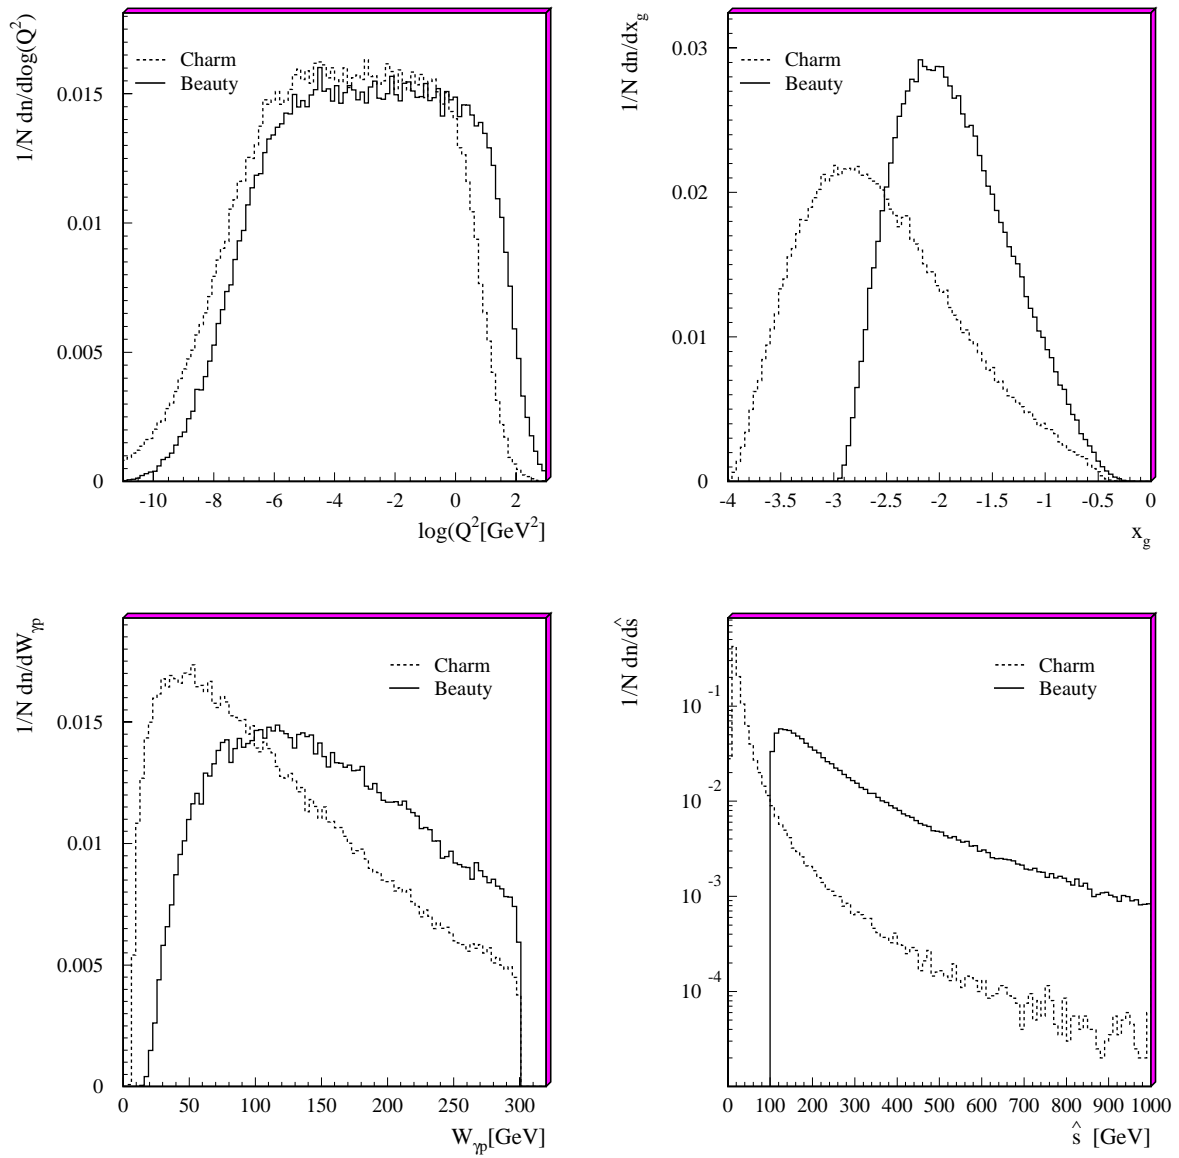 1/N dn/dlog(Q²)
Charm
Beauty
0.015
0.01
0.005
0
-10 -8 -6 -4 -2 0 2
log(Q²[GeV²]
1/N dn/dx_g
Charm
Beauty
0.03
0.02
0.01
0
-4 -3.5 -3 -2.5 -2 -1.5 -1 -0.5 0
x_g
1/N dn/dW_γp
Charm
Beauty
0.015
0.01
0.005
0
0 50 100 150 200 250 300
W_γp[GeV]
1/N dn/dŝ
Charm
Beauty
10⁻¹
10⁻²
10⁻³
10⁻⁴
0 100 200 300 400 500 600 700 800 900 1000
ŝ [GeV]